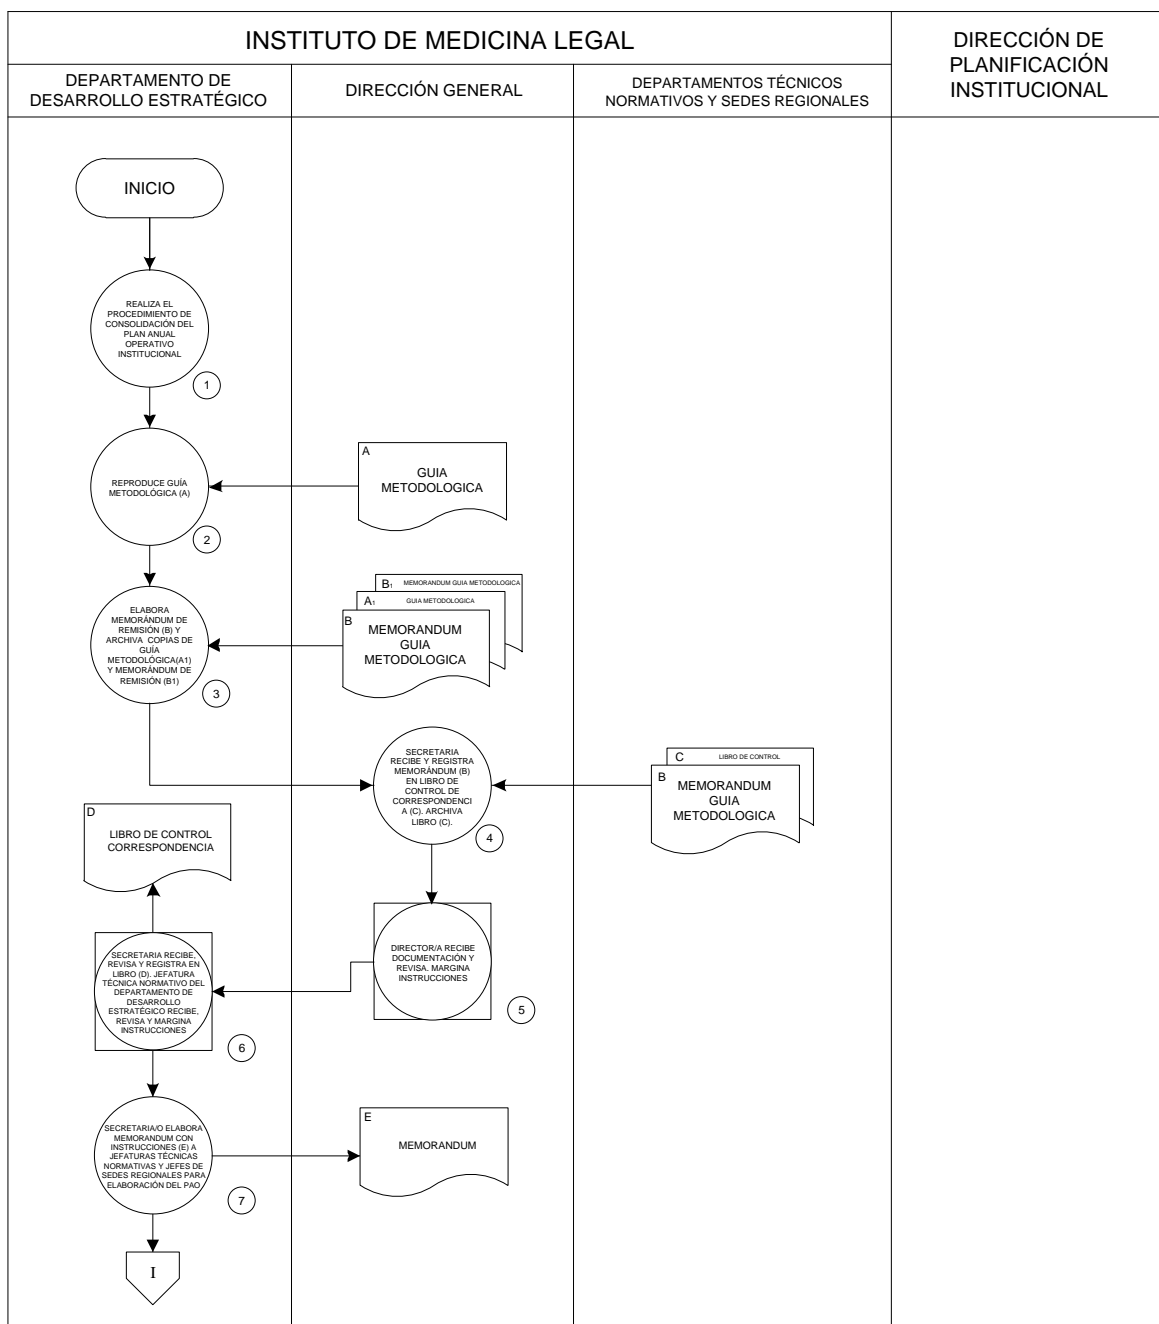 INSTITUTO DE MEDICINA LEGAL
DIRECCIÓN DE
PLANIFICACIÓN
INSTITUCIONAL
DEPARTAMENTO DE
DESARROLLO ESTRATÉGICO
DIRECCIÓN GENERAL
DEPARTAMENTOS TÉCNICOS
NORMATIVOS Y SEDES REGIONALES
INICIO
REALIZA EL
PROCEDIMIENTO DE
CONSOLIDACIÓN DEL
PLAN ANUAL
OPERATIVO
INSTITUCIONAL
1
REPRODUCE GUÍA
METODOLÓGICA (A)
2
A
GUIA
METODOLOGICA
ELABORA
MEMORÁNDUM DE
REMISIÓN (B) Y
ARCHIVA COPIAS DE
GUÍA
METODOLÓGICA(A1)
Y MEMORÁNDUM DE
REMISIÓN (B1)
3
B1 MEMORANDUM GUIA METODOLOGICA
A1 GUIA METODOLOGICA
B
MEMORANDUM
GUIA
METODOLOGICA
SECRETARIA
RECIBE Y REGISTRA
MEMORÁNDUM (B)
EN LIBRO DE
CONTROL DE
CORRESPONDENCI
A (C). ARCHIVA
LIBRO (C).
4
C LIBRO DE CONTROL
B
MEMORANDUM
GUIA
METODOLOGICA
D
LIBRO DE CONTROL
CORRESPONDENCIA
DIRECTOR/A RECIBE
DOCUMENTACIÓN Y
REVISA. MARGINA
INSTRUCCIONES
5
SECRETARIA RECIBE,
REVISA Y REGISTRA EN
LIBRO (D). JEFATURA
TÉCNICA NORMATIVO DEL
DEPARTAMENTO DE
DESARROLLO
ESTRATÉGICO RECIBE,
REVISA Y MARGINA
INSTRUCCIONES
6
SECRETARIA/O ELABORA
MEMORANDUM CON
INSTRUCCIONES (E) A
JEFATURAS TÉCNICAS
NORMATIVAS Y JEFES DE
SEDES REGIONALES PARA
ELABORACIÓN DEL PAO
7
E
MEMORANDUM
I